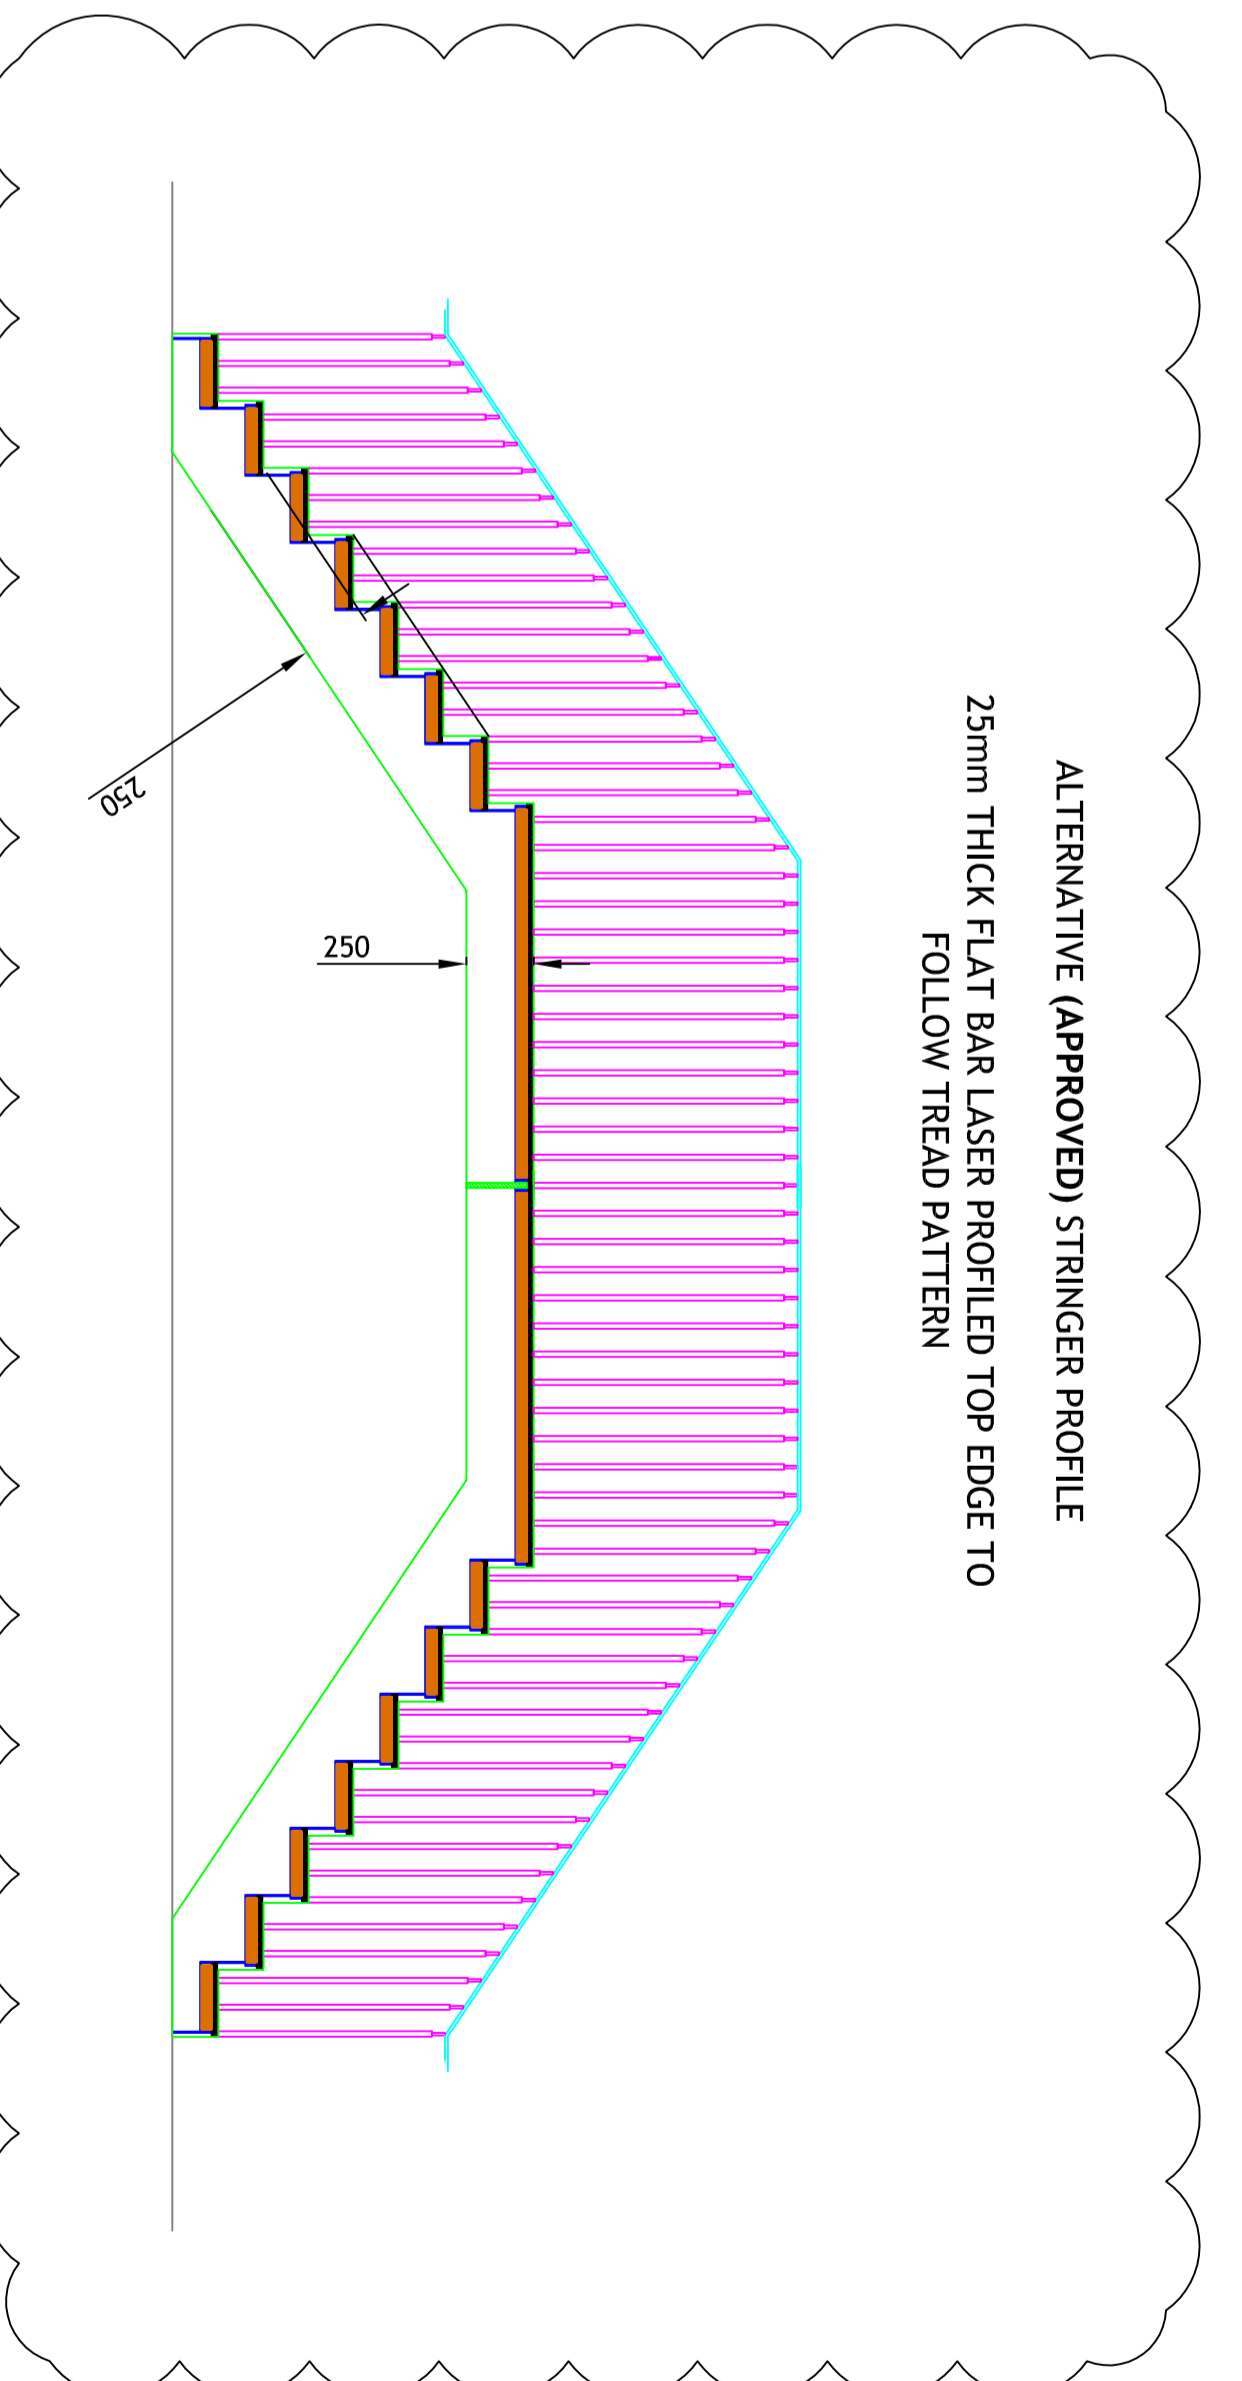 ALTERNATIVE (APPROVED) STRINGER PROFILE
25mm THICK FLAT BAR LASER PROFILED TOP EDGE TO
FOLLOW TREAD PATTERN
250
250